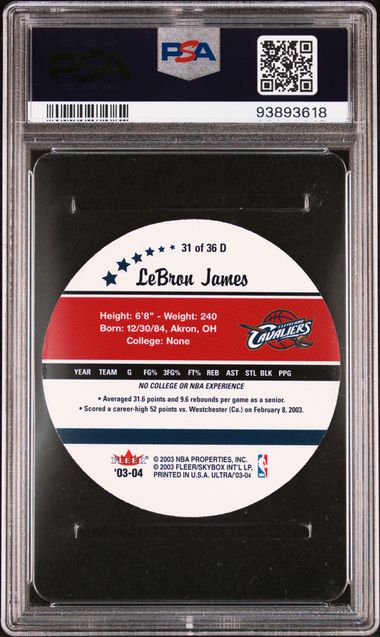 PSA
PSA
93893618
31 of 36 D
LeBron James
Height: 6'8" - Weight: 240
Born: 12/30/84, Akron, OH
College: None
CLEVELAND
CAVALIERS
YEAR TEAM G FG% 3FG% FT% REB AST STL BLK PPG
NO COLLEGE OR NBA EXPERIENCE
• Averaged 31.6 points and 9.6 rebounds per game as a senior.
• Scored a career-high 52 points vs. Westchester (Ca.) on February 8, 2003.
FLEER
'03-04
© 2003 NBA PROPERTIES, INC.
© 2003 FLEER/SKYBOX INT'L LP.
PRINTED IN U.S.A. ULTRA/'03-04
NBA